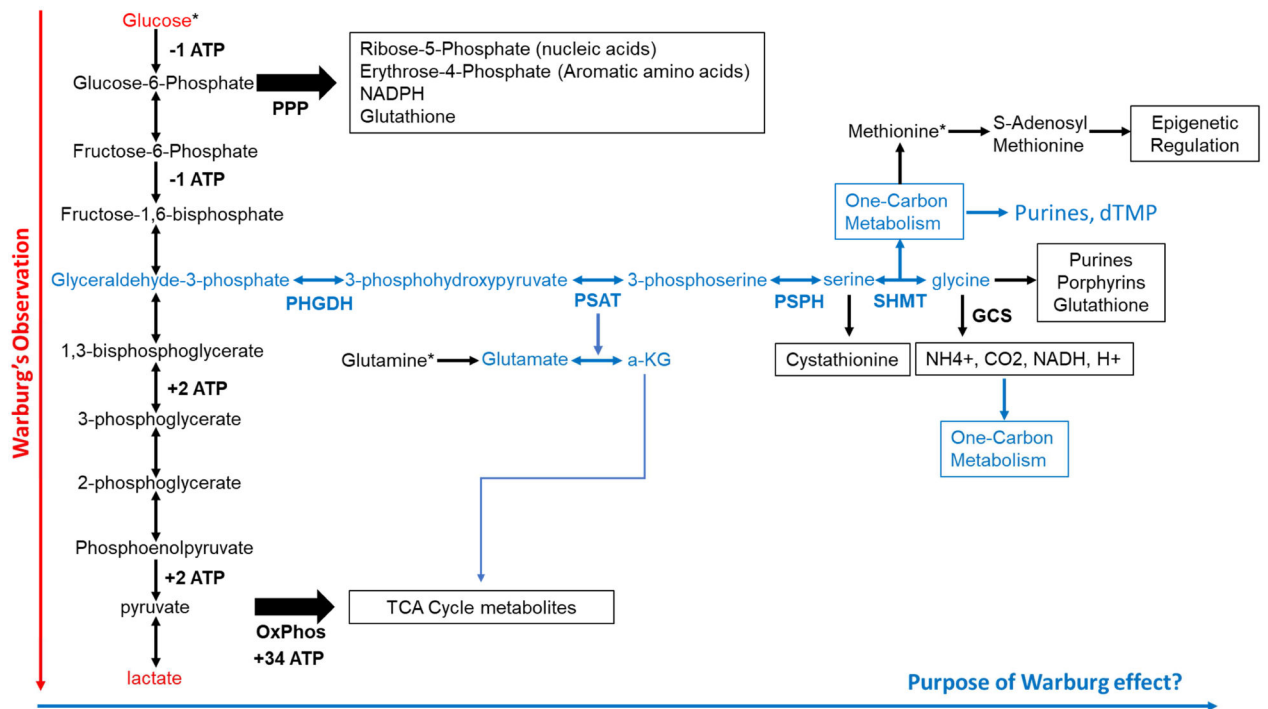 Glucose*
-1 ATP
Glucose-6-Phosphate
PPP
Ribose-5-Phosphate (nucleic acids)
Erythrose-4-Phosphate (Aromatic amino acids)
NADPH
Glutathione
Fructose-6-Phosphate
-1 ATP
Fructose-1,6-bisphosphate
Methionine*
S-Adenosyl
Methionine
Epigenetic
Regulation
One-Carbon
Metabolism
Purines, dTMP
Glyceraldehyde-3-phosphate
PHGDH
3-phosphohydroxypyruvate
PSAT
3-phosphoserine
PSPH
serine
SHMT
glycine
Purines
Porphyrins
Glutathione
GCS
1,3-bisphosphoglycerate
Glutamine*
Glutamate
a-KG
Cystathionine
NH4+, CO2, NADH, H+
+2 ATP
3-phosphoglycerate
One-Carbon
Metabolism
2-phosphoglycerate
Phosphoenolpyruvate
+2 ATP
pyruvate
OxPhos
+34 ATP
TCA Cycle metabolites
lactate
Warburg's Observation
Purpose of Warburg effect?